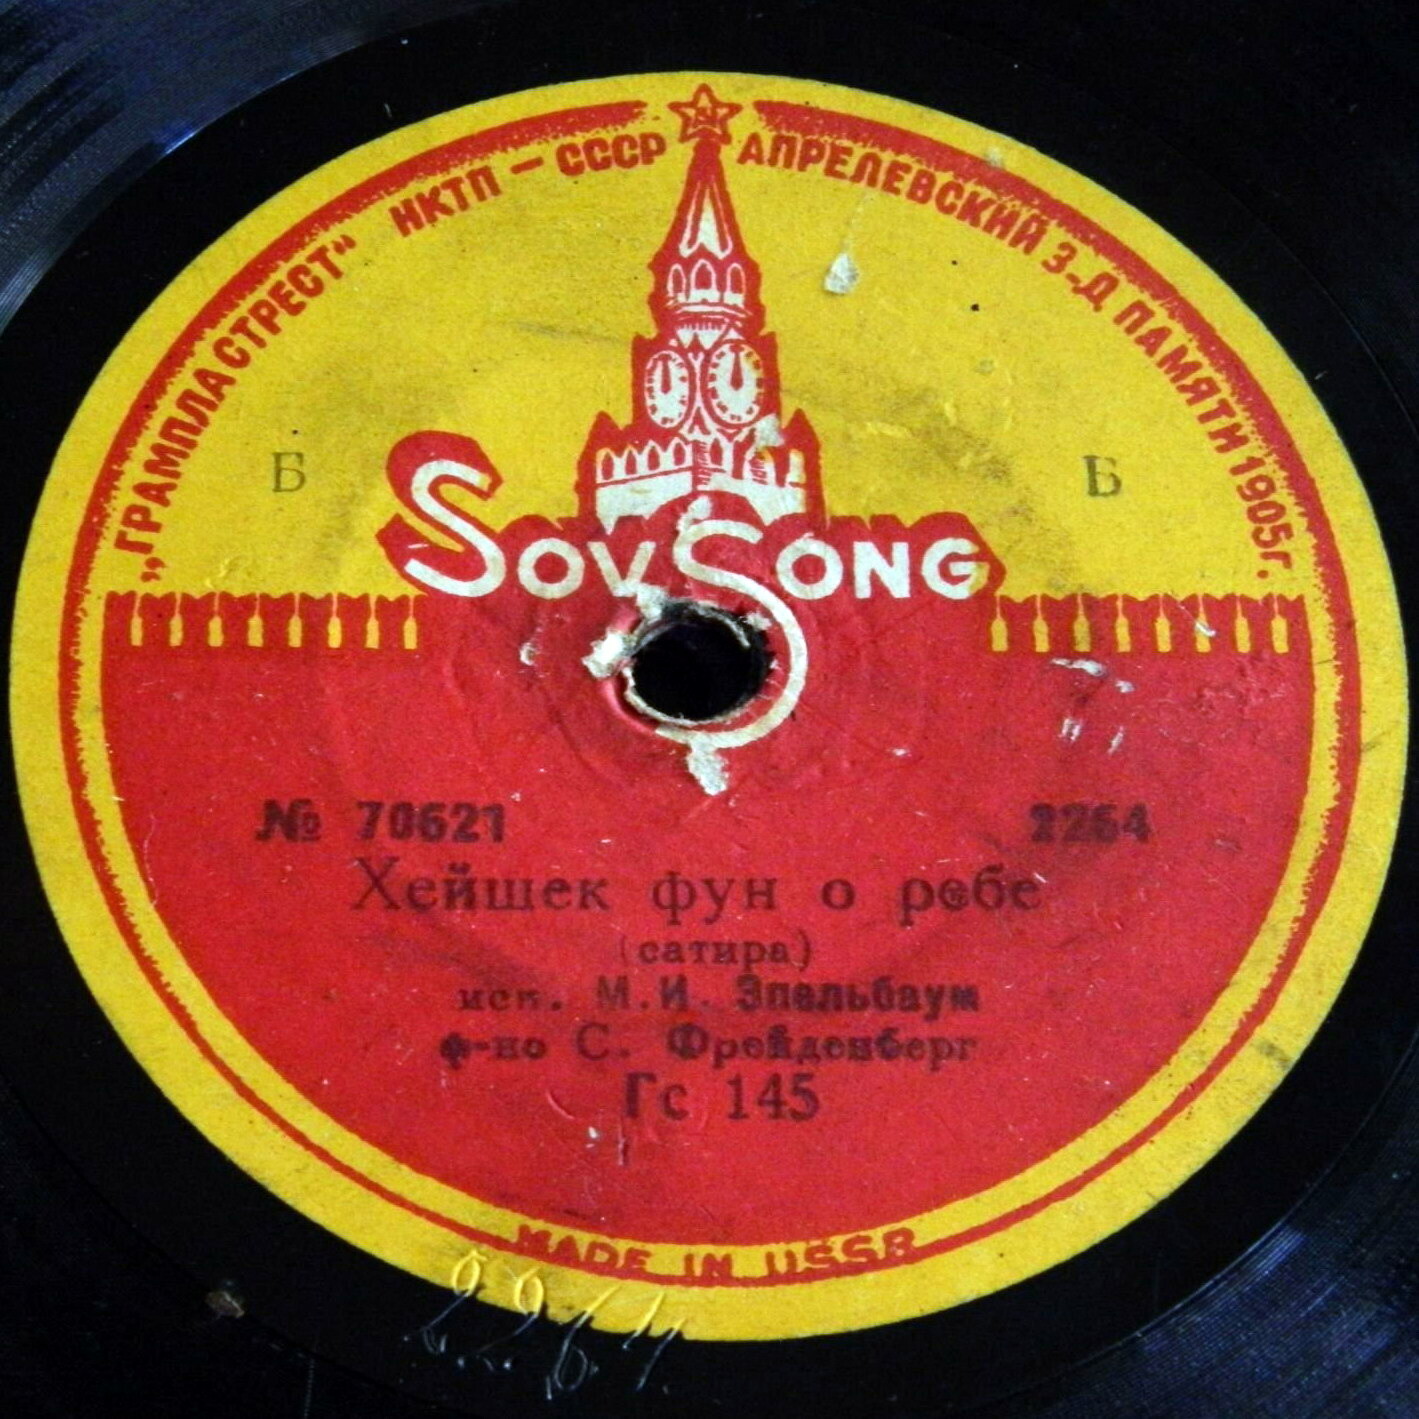 „ГРАМПЛАСТРЕСТ“ НКТП – СССР АПРЕЛЕВСКИЙ З-Д ПАМЯТИ 1905г.
Б Б
SOVSONG
№ 70621 2264
Хейшек фун о ребе
(сатира)
исп. М.И. Эпельбаум
ф-но С. Фрейденберг
Гс 145
MADE IN USSR
2264